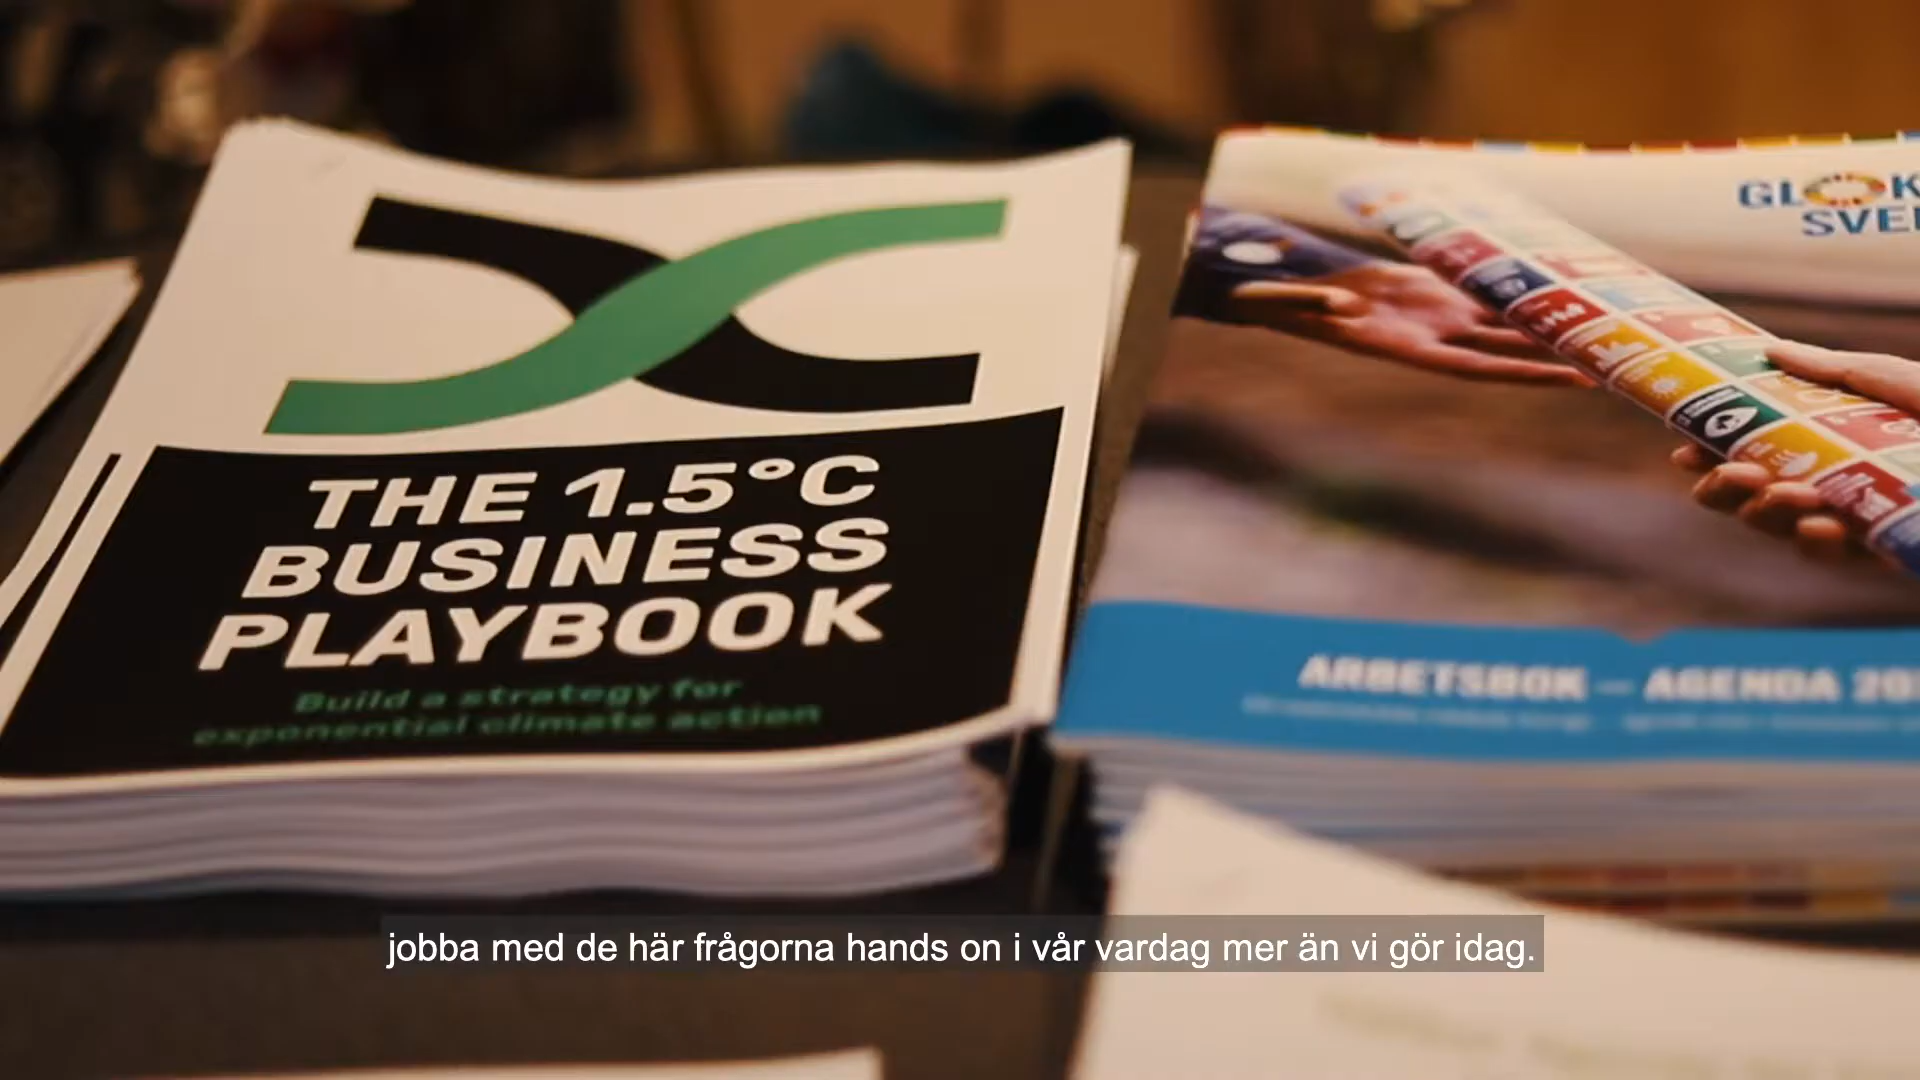 THE 1.5°C
BUSINESS
PLAYBOOK
Build a strategy for
exponential climate action
GLOK
SVE
ARBETSBOK – AGENDA 20
jobba med de här frågorna hands on i vår vardag mer än vi gör idag.